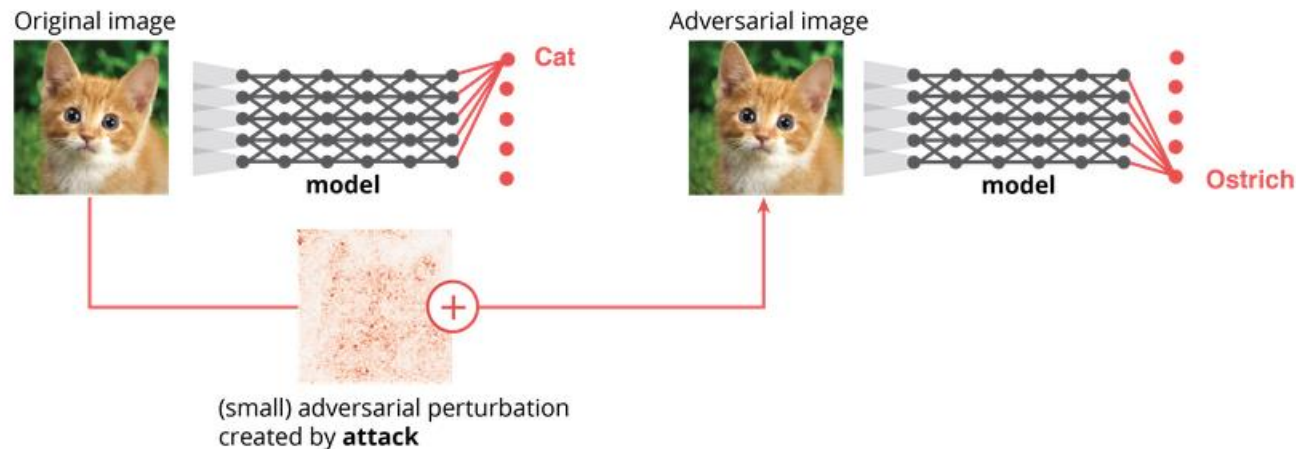 Original image
Adversarial image
Cat
model
model
Ostrich
(small) adversarial perturbation
created by attack